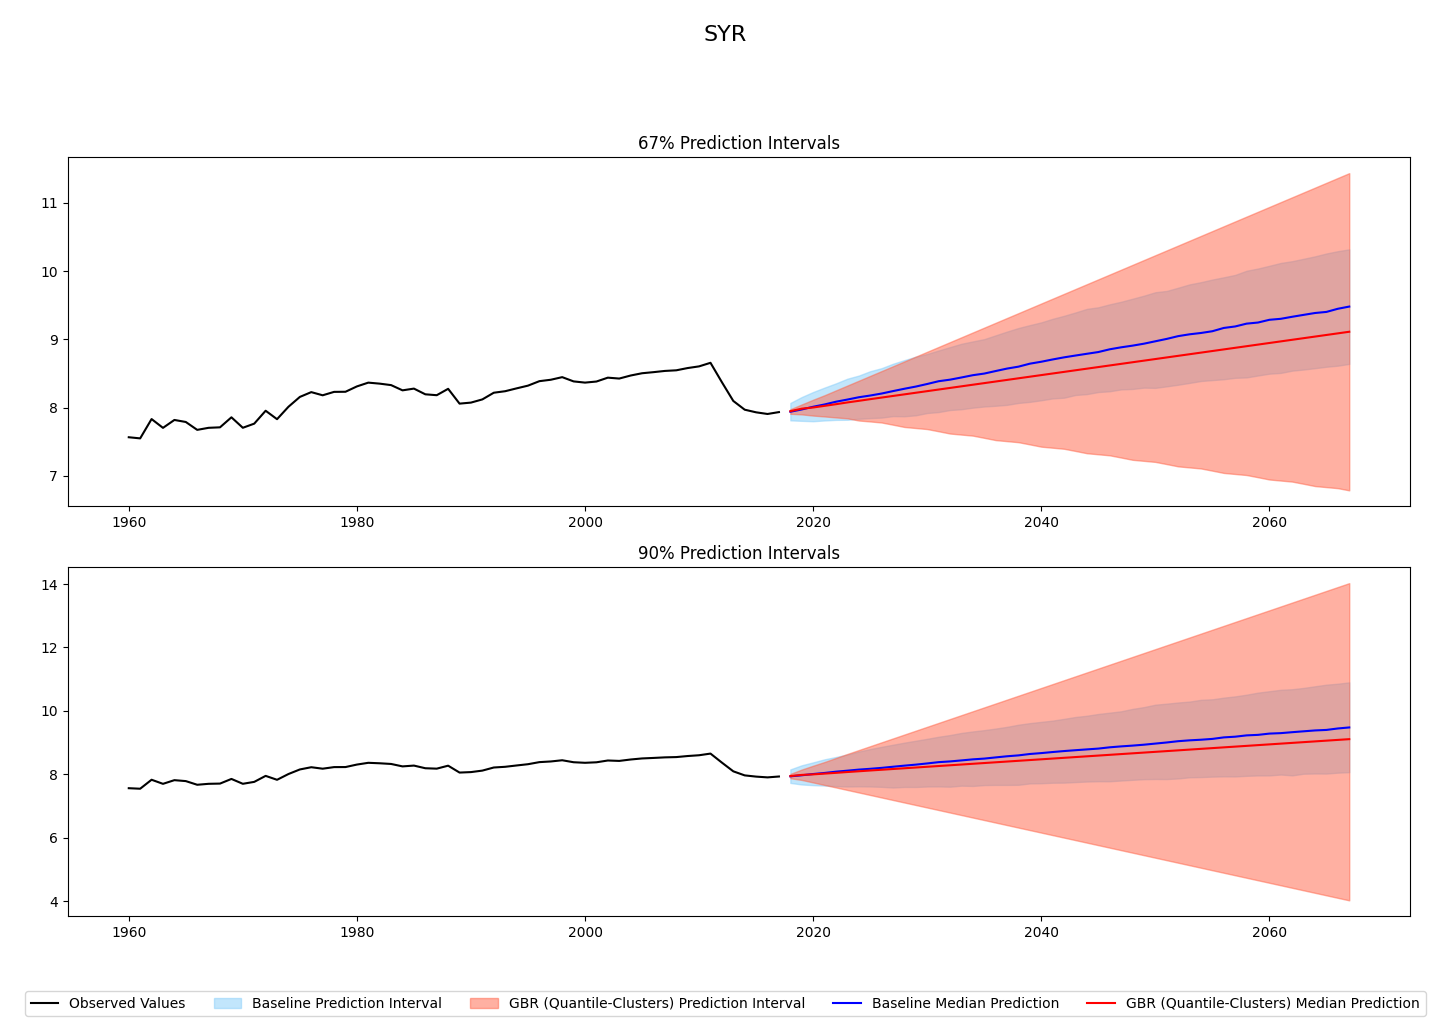 SYR
67% Prediction Intervals
11
10
9
8
7
1960 1980 2000 2020 2040 2060
90% Prediction Intervals
14
12
10
8
6
4
1960 1980 2000 2020 2040 2060
Observed Values Baseline Prediction Interval GBR (Quantile-Clusters) Prediction Interval Baseline Median Prediction GBR (Quantile-Clusters) Median Prediction